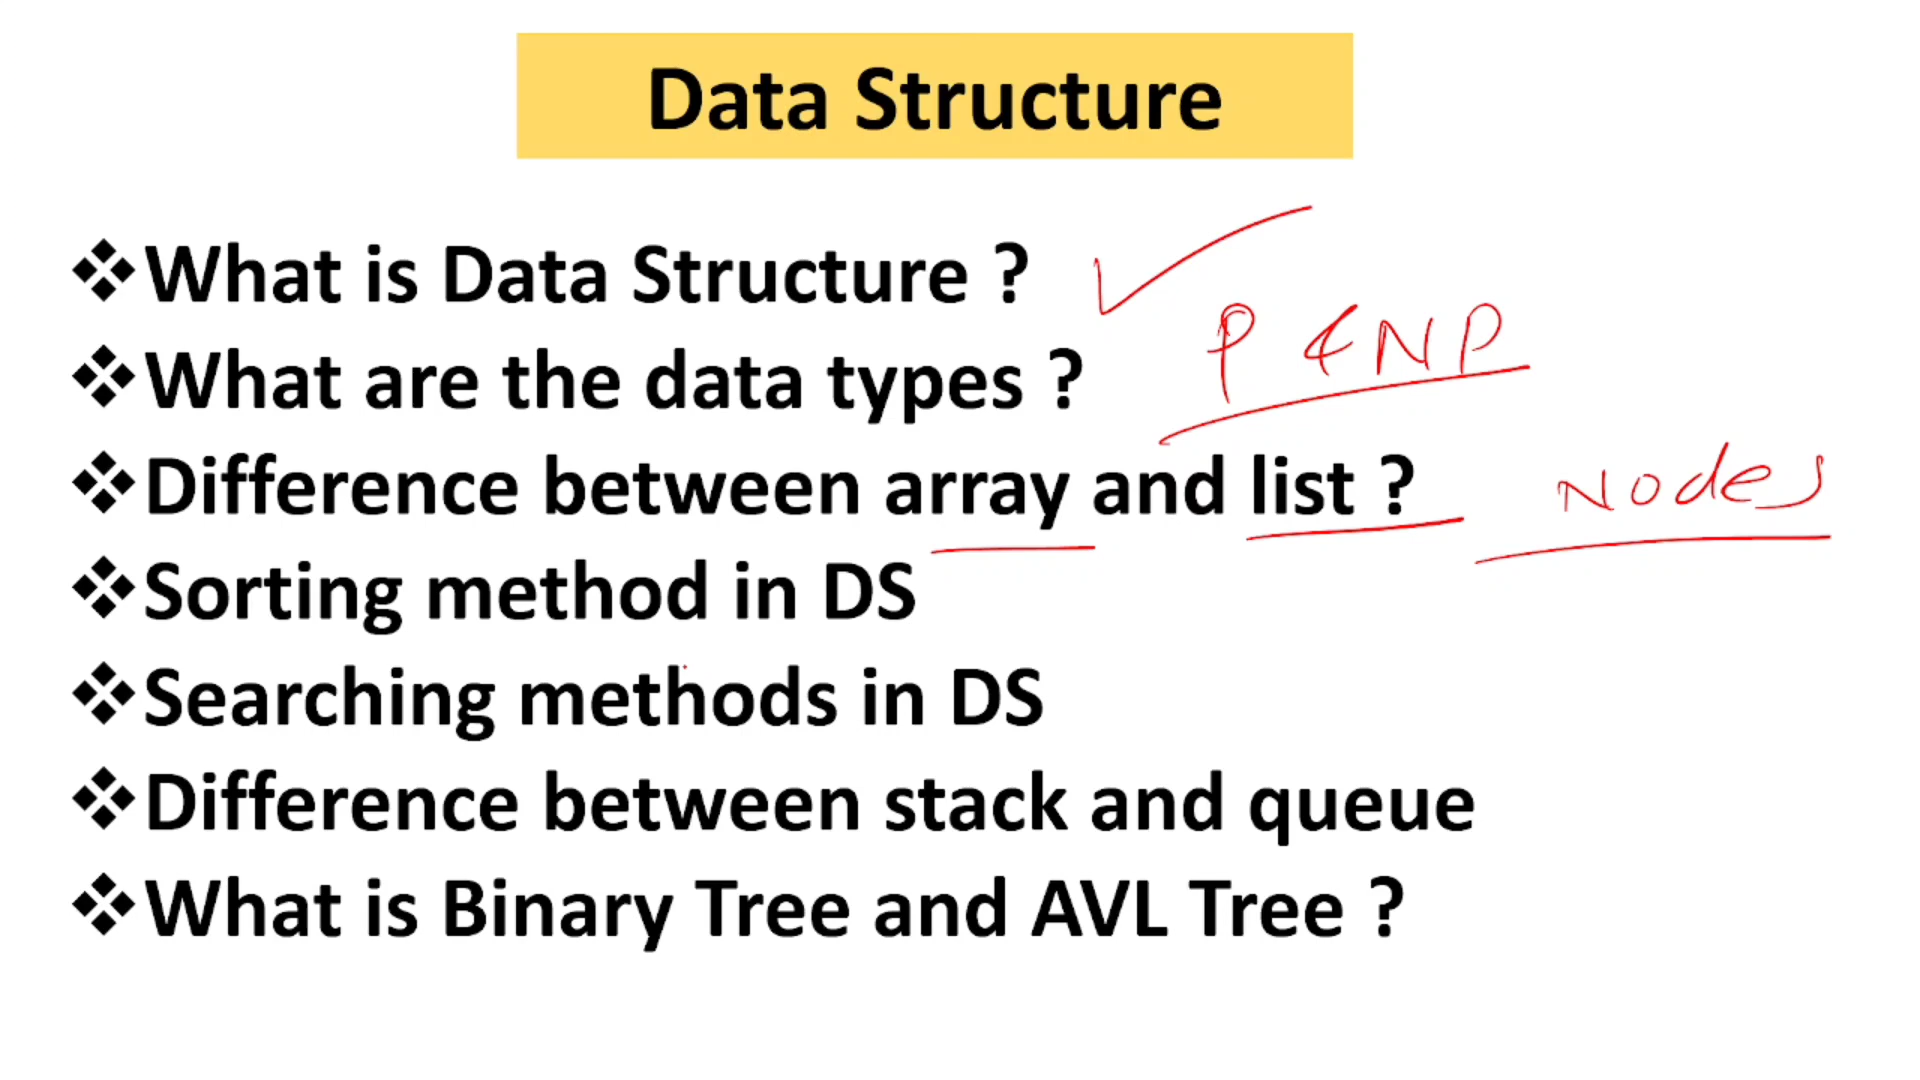 Data Structure
❖What is Data Structure ?
P & NP
❖What are the data types ?
❖Difference between array and list ? Nodes
❖Sorting method in DS
❖Searching methods in DS
❖Difference between stack and queue
❖What is Binary Tree and AVL Tree ?